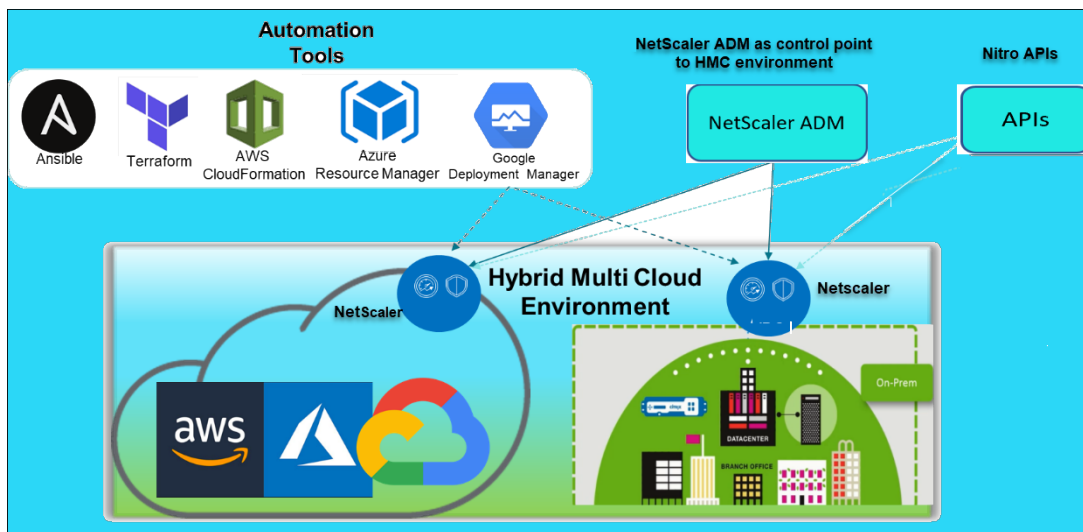 Automation
Tools
Ansible
Terraform
AWS
CloudFormation
Azure
Resource Manager
Google
Deployment Manager
NetScaler ADM as control point
to HMC environment
NetScaler ADM
Nitro APIs
APIs
Hybrid Multi Cloud
Environment
NetScaler
Netscaler
aws
On-Prem
DATACENTER
BRANCH OFFICE